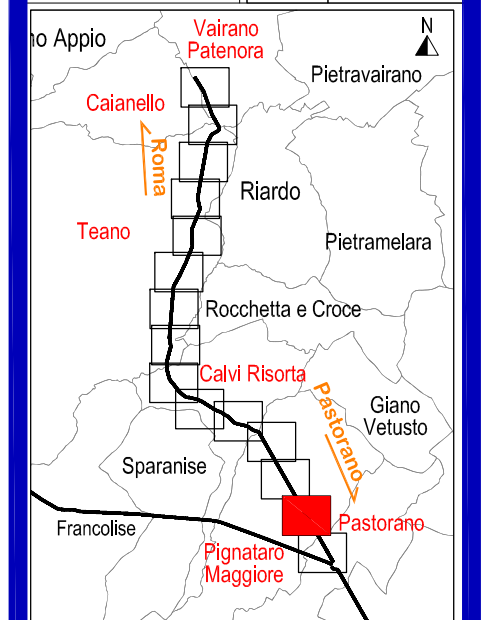 no Appio
Vairano
Patenora
N
Pietravairano
Caianello
Roma
Riardo
Teano
Pietramelara
Rocchetta e Croce
Calvi Risorta
Pastorano
Giano
Vetusto
Sparanise
Pastorano
Francolise
Pignataro
Maggiore